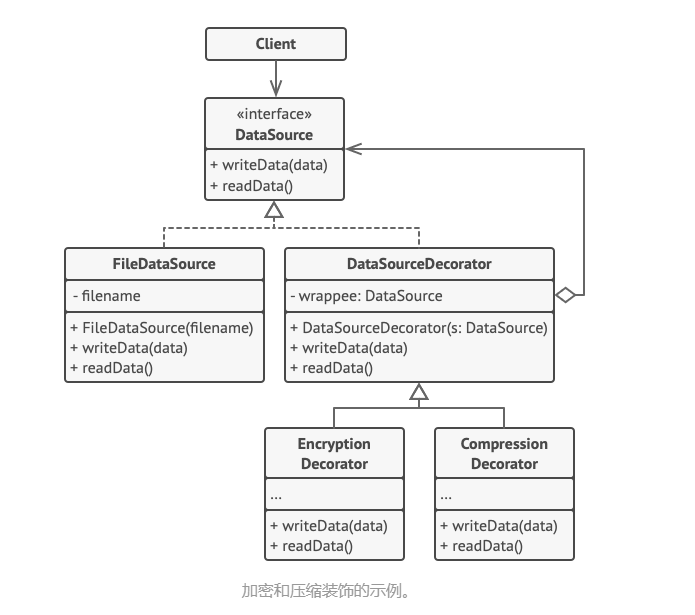 Client
«interface»
DataSource
+ writeData(data)
+ readData()
FileDataSource
- filename
+ FileDataSource(filename)
+ writeData(data)
+ readData()
DataSourceDecorator
- wrappee: DataSource
+ DataSourceDecorator(s: DataSource)
+ writeData(data)
+ readData()
Encryption
Decorator
...
+ writeData(data)
+ readData()
Compression
Decorator
...
+ writeData(data)
+ readData()
加密和压缩装饰的示例。